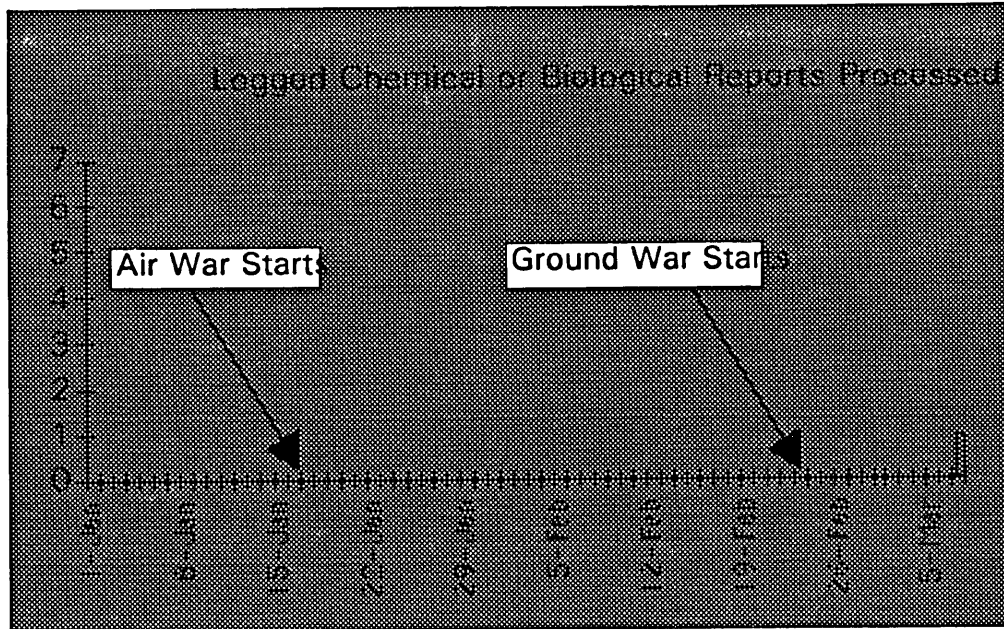 Logged Chemical or Biological Reports Processed
7
6
5
Air War Starts
Ground War Starts
4
3
2
1
0
1-Jan
8-Jan
15-Jan
22-Jan
29-Jan
5-Feb
12-Feb
19-Feb
26-Feb
5-Mar